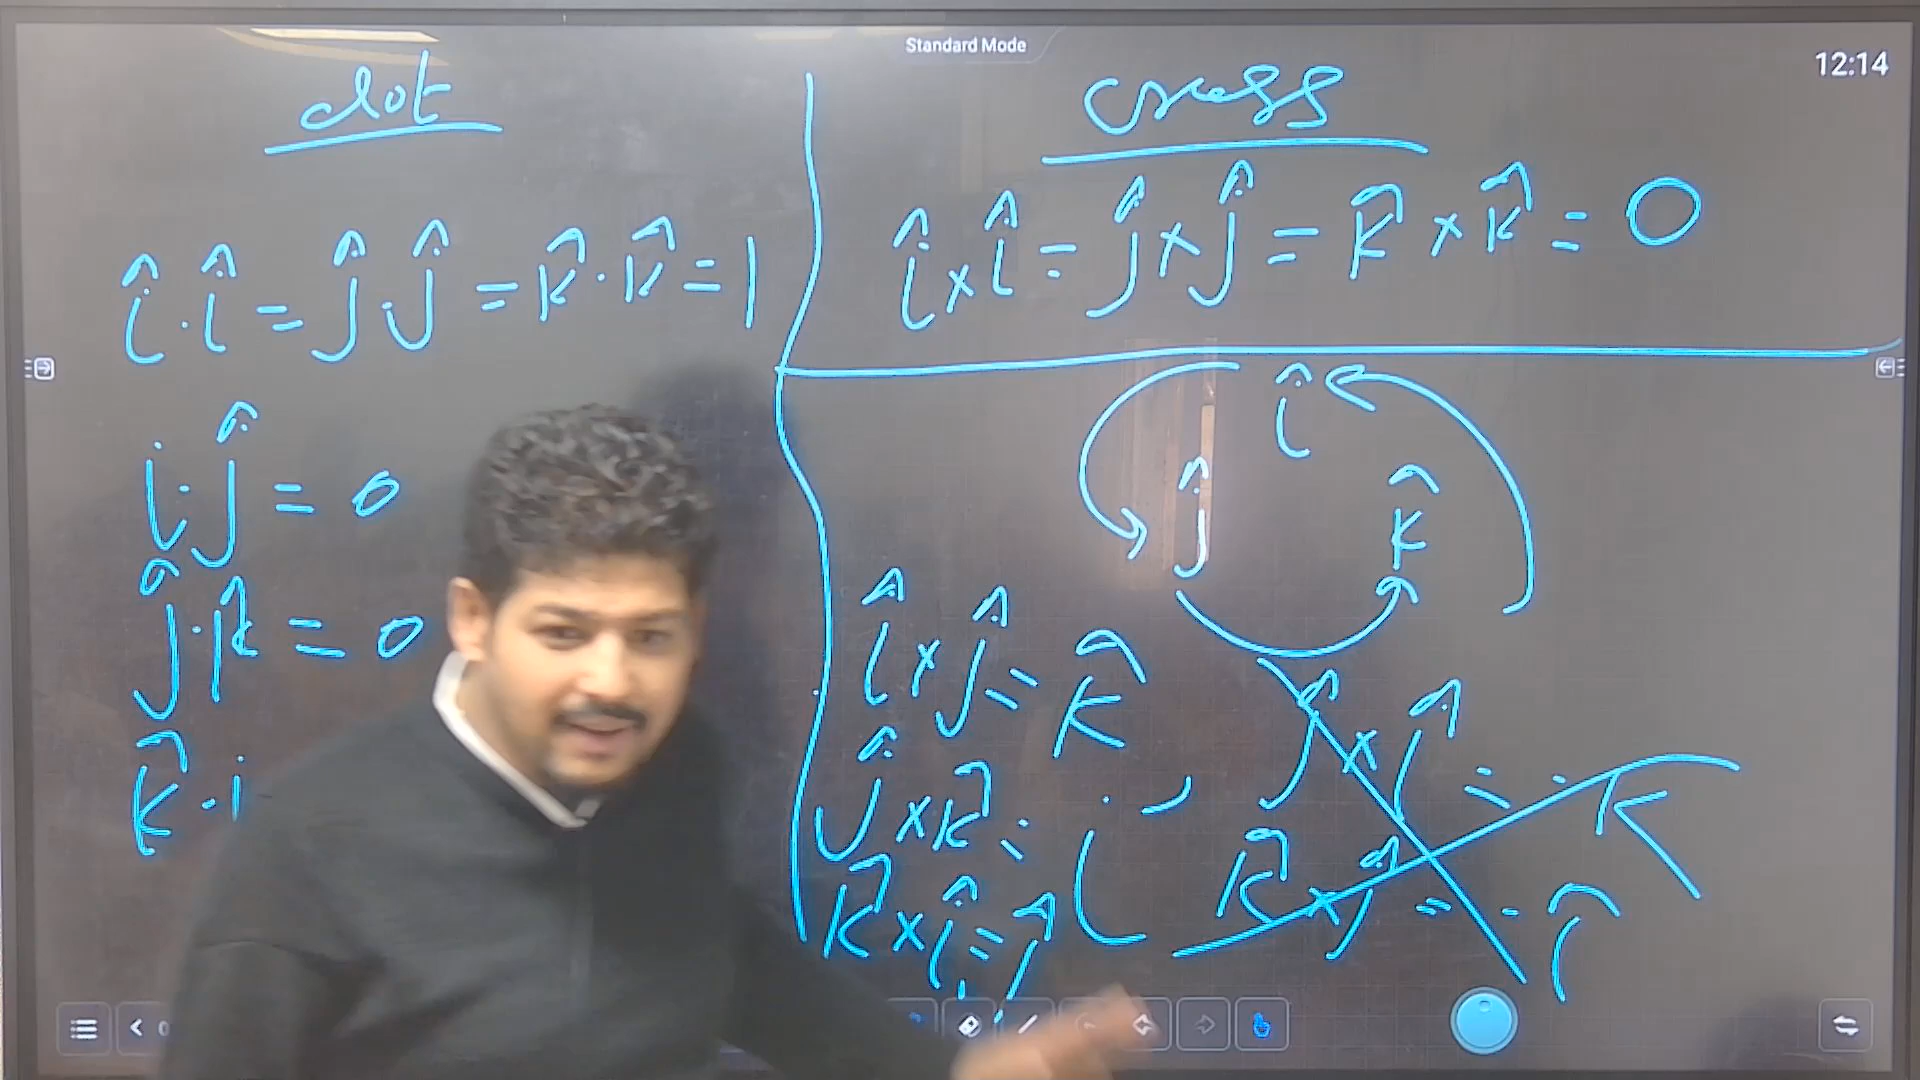 Standard Mode
12:14
dot
î . î = ĵ . ĵ = k̂ . k̂ = 1
i . ĵ = 0
ĵ . k̂ = 0
k̂ . i
cross
î × î = ĵ × ĵ = k̂ × k̂ = 0
î
ĵ k̂
î × ĵ = k̂
ĵ × k̂ = i , ĵ × î = - k̂
k̂ × î = ĵ k̂ × ĵ = - î